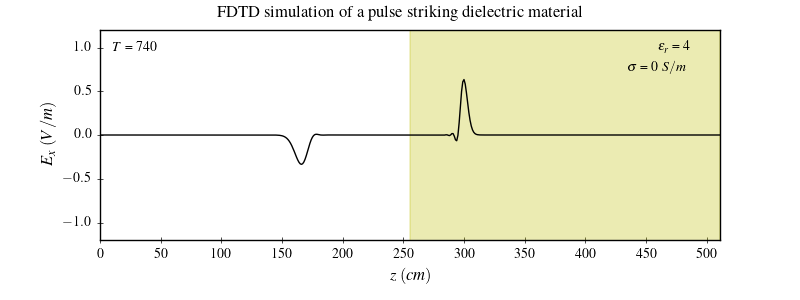 FDTD simulation of a pulse striking dielectric material
T = 740
εr = 4
σ = 0 S/m
Ex (V/m)
1.0
0.5
0.0
−0.5
−1.0
0 50 100 150 200 250 300 350 400 450 500
z (cm)